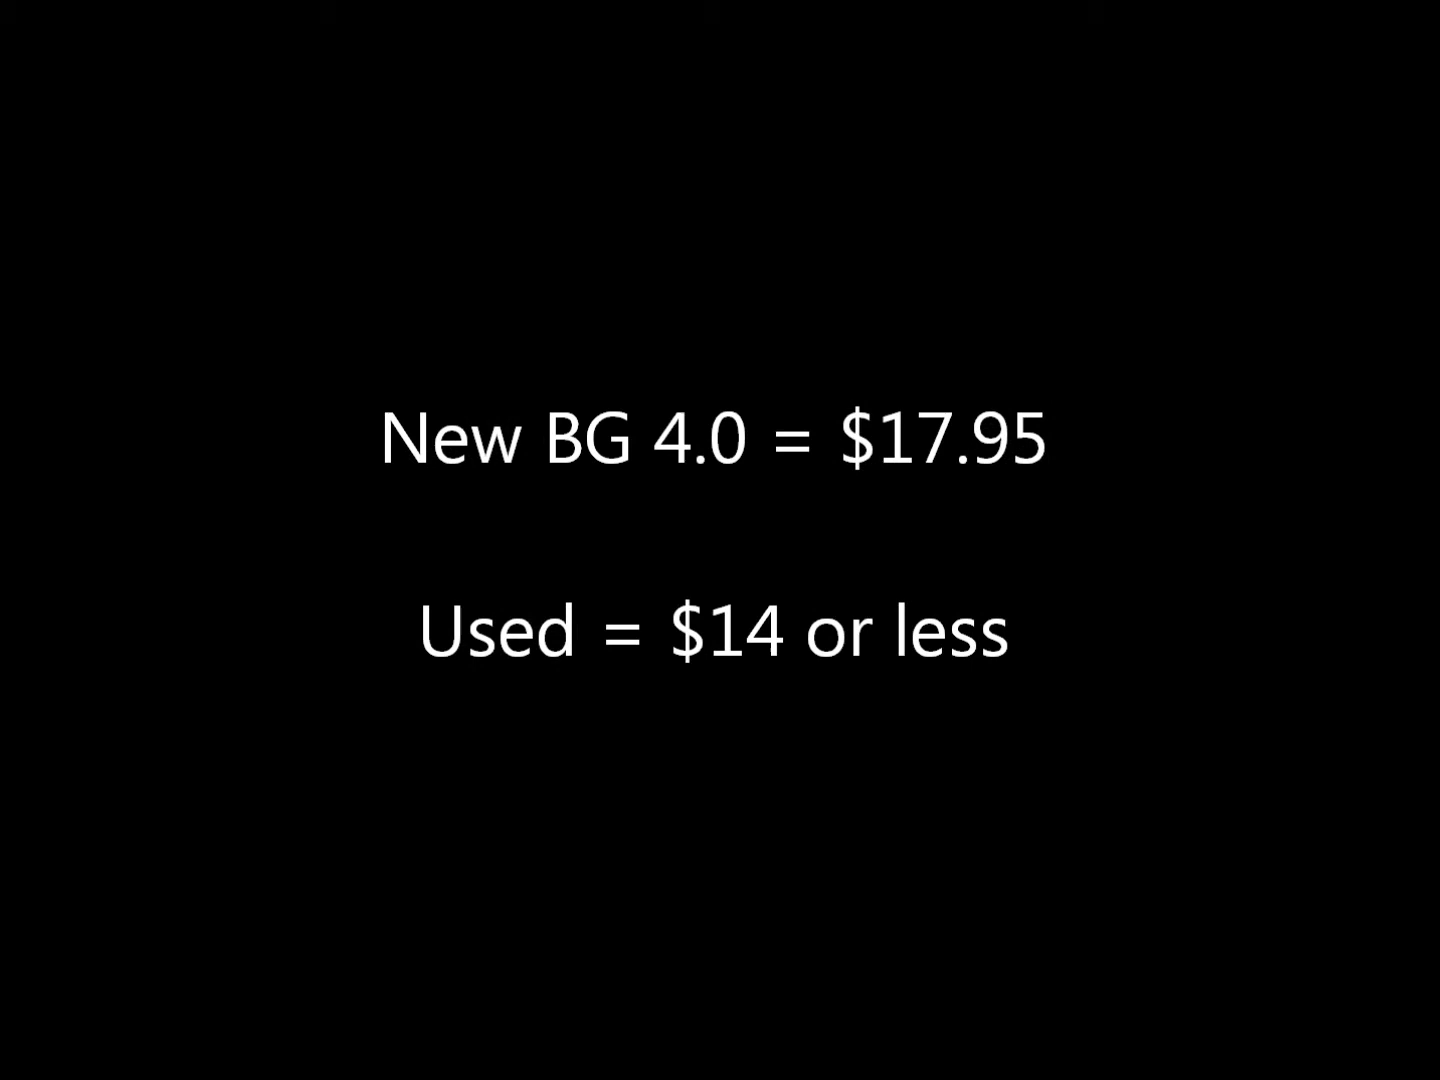 New BG 4.0 = $17.95
Used = $14 or less